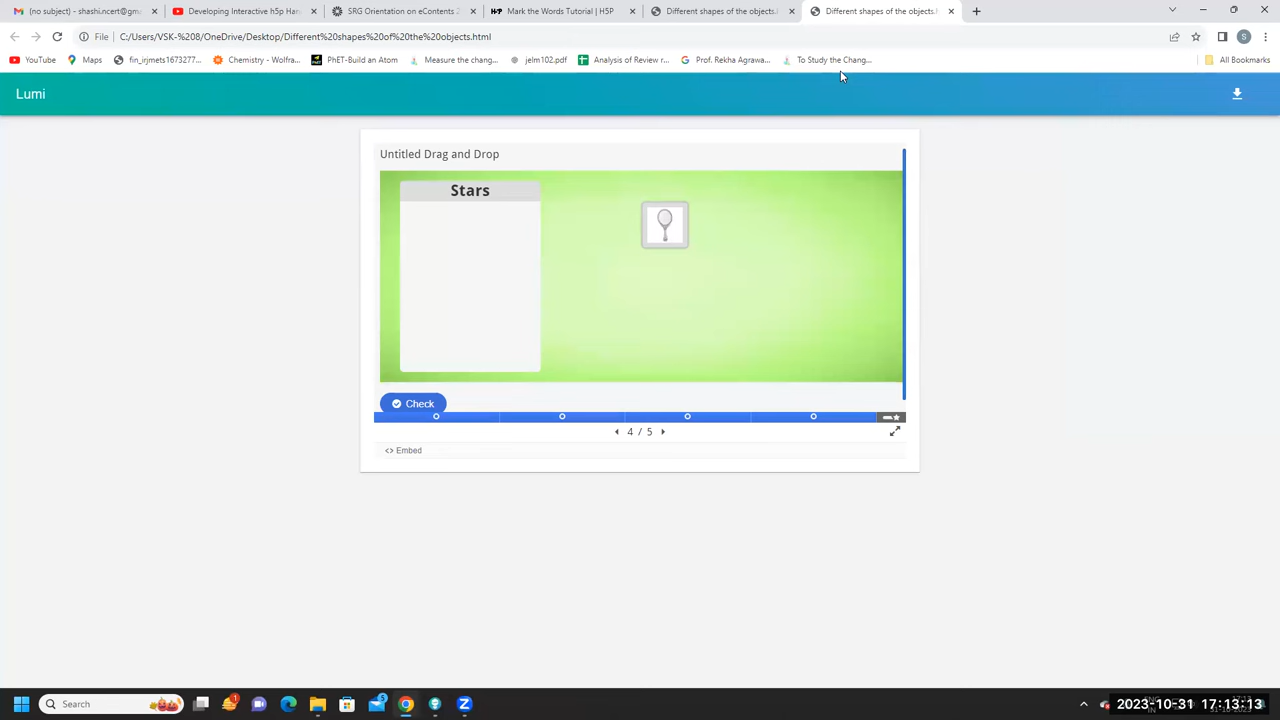 (no subject) - shashi.ncert@gma
Developing Interactive h5p Har
SRG Orientation on eContents
Mark the Words Tutorial | H5P
Different shapes of the objects.
Different shapes of the objects.
File
C:/Users/VSK-%208/OneDrive/Desktop/Different%20shapes%20of%20the%20objects.html
S
YouTube
Maps
fin_irjmets1673277...
Chemistry - Wolfra...
PhET-Build an Atom
Measure the chang...
jelm102.pdf
Analysis of Review r...
Prof. Rekha Agrawa...
To Study the Chang...
All Bookmarks
Lumi
Untitled Drag and Drop
Stars
Check
4 / 5
<> Embed
Search
2023-10-31 17:13:13